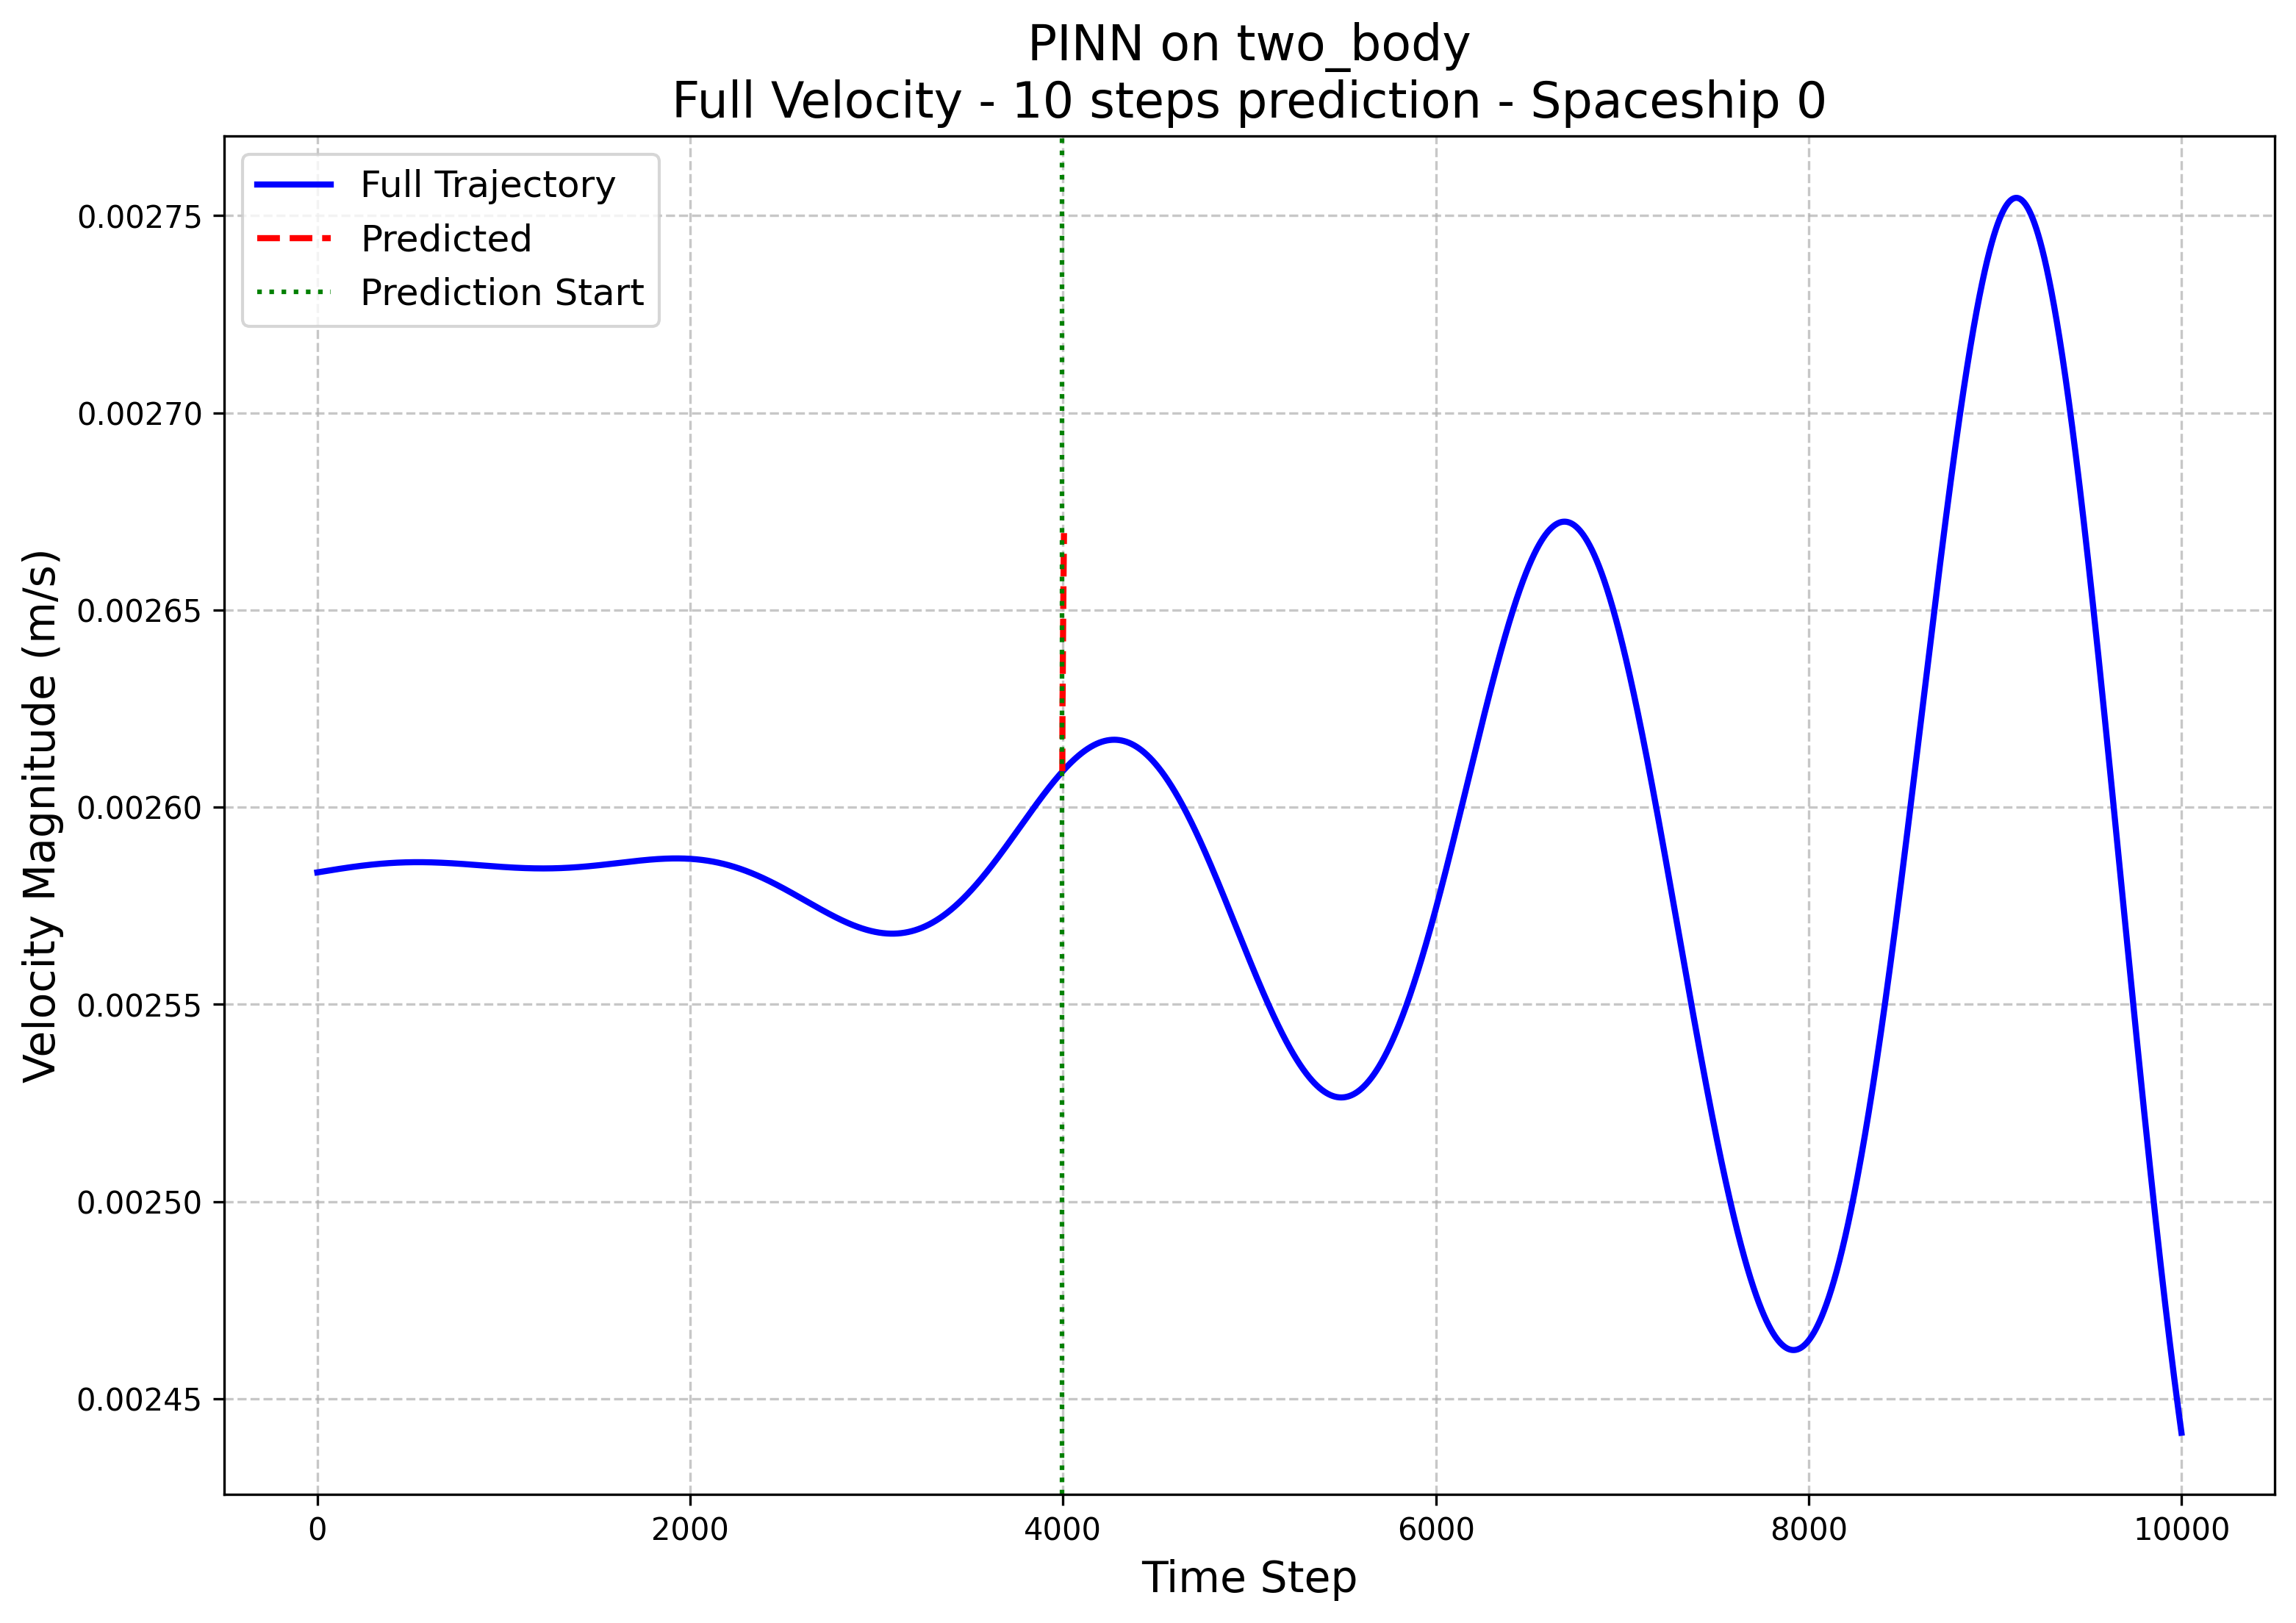 PINN on two_body
Full Velocity - 10 steps prediction - Spaceship 0
Full Trajectory
Predicted
Prediction Start
Velocity Magnitude (m/s)
0.00275
0.00270
0.00265
0.00260
0.00255
0.00250
0.00245
0 2000 4000 6000 8000 10000
Time Step